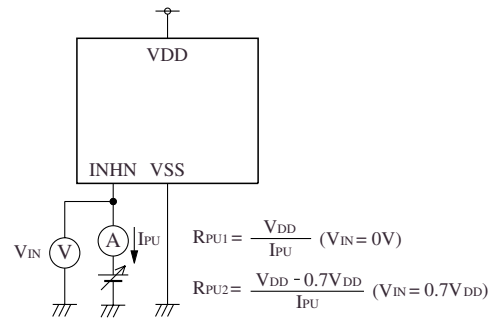 VDD
INHN VSS
VIN V A IPU
RPU1 = VDD / IPU (VIN = 0V)
RPU2 = VDD - 0.7VDD / IPU (VIN = 0.7VDD)